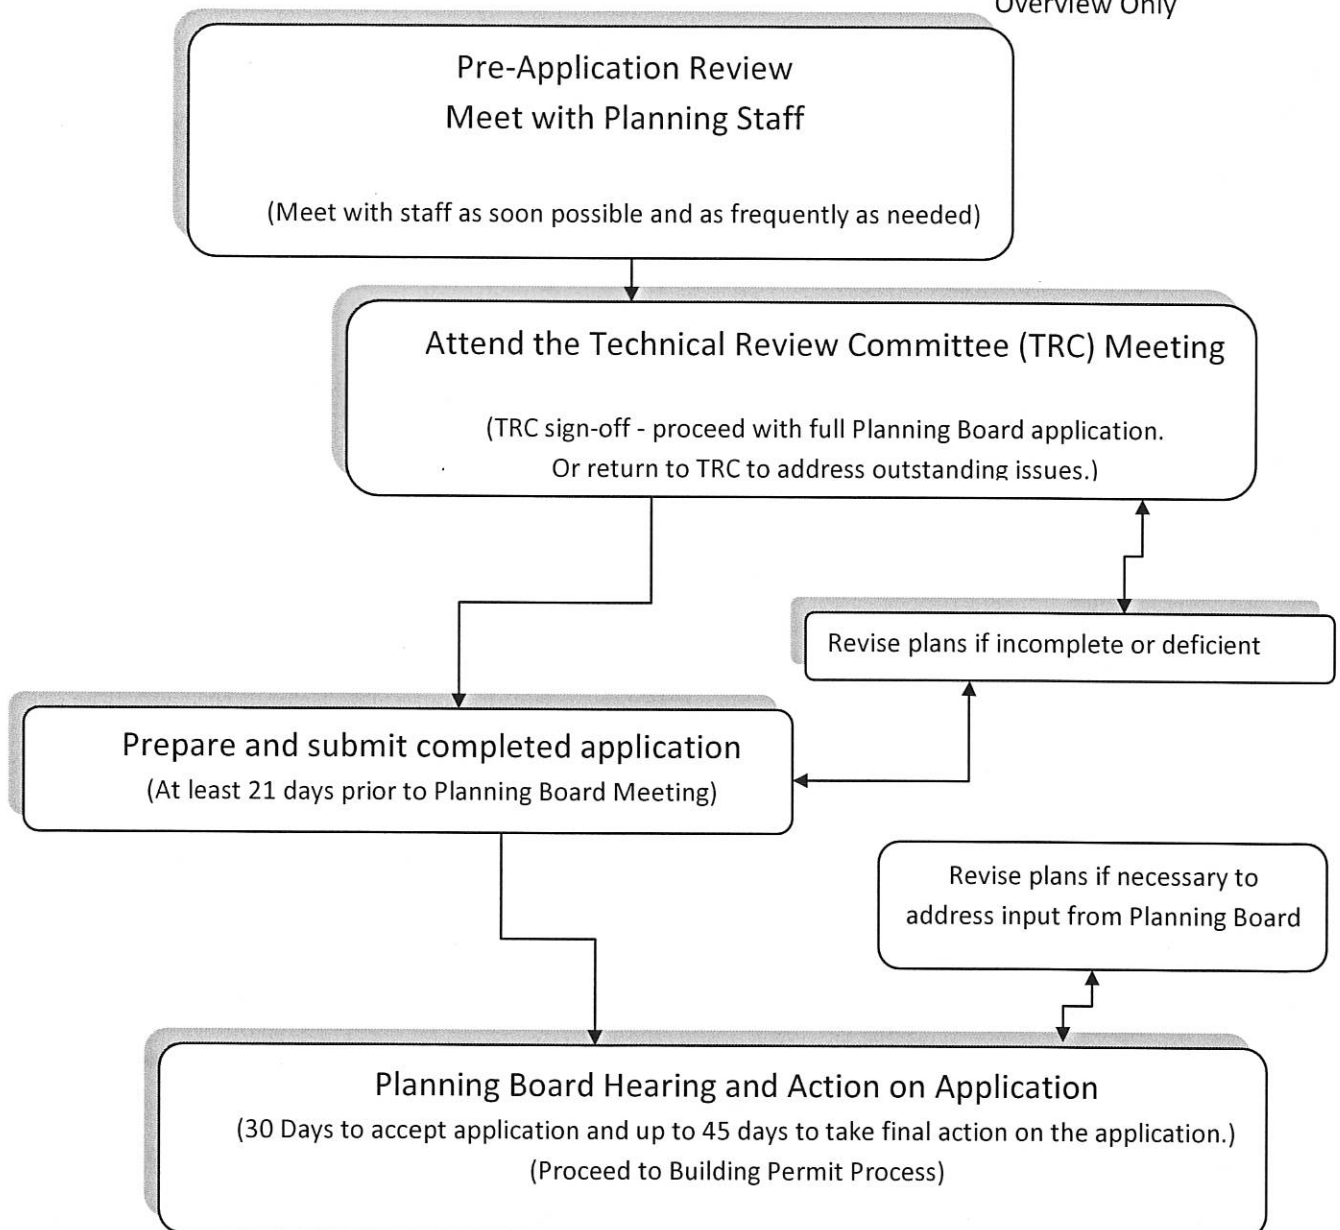 Overview Only
Pre-Application Review
Meet with Planning Staff
(Meet with staff as soon possible and as frequently as needed)
Attend the Technical Review Committee (TRC) Meeting
(TRC sign-off - proceed with full Planning Board application.
Or return to TRC to address outstanding issues.)
Revise plans if incomplete or deficient
Prepare and submit completed application
(At least 21 days prior to Planning Board Meeting)
Revise plans if necessary to
address input from Planning Board
Planning Board Hearing and Action on Application
(30 Days to accept application and up to 45 days to take final action on the application.)
(Proceed to Building Permit Process)